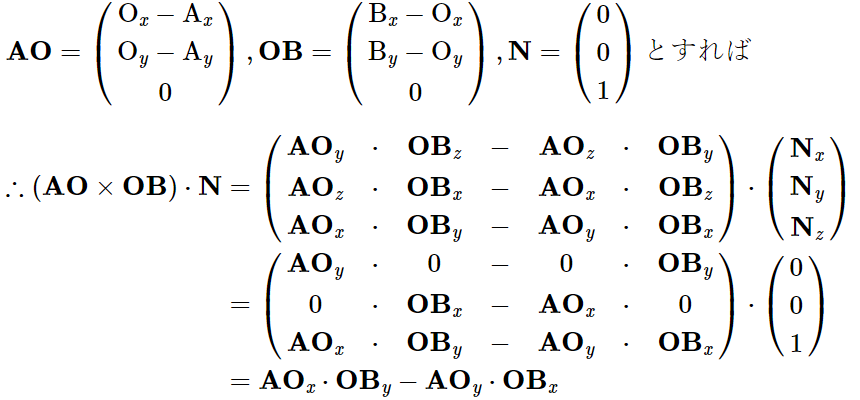 $\mathbf{AO} = \begin{pmatrix} \mathrm{O}_x - \mathrm{A}_x \\ \mathrm{O}_y - \mathrm{A}_y \\ 0 \end{pmatrix}, \mathbf{OB} = \begin{pmatrix} \mathrm{B}_x - \mathrm{O}_x \\ \mathrm{B}_y - \mathrm{O}_y \\ 0 \end{pmatrix}, \mathbf{N} = \begin{pmatrix} 0 \\ 0 \\ 1 \end{pmatrix}$ とすれば
$\therefore (\mathbf{AO} \times \mathbf{OB}) \cdot \mathbf{N} = \begin{pmatrix} \mathbf{AO}_y & \cdot & \mathbf{OB}_z & - & \mathbf{AO}_z & \cdot & \mathbf{OB}_y \\ \mathbf{AO}_z & \cdot & \mathbf{OB}_x & - & \mathbf{AO}_x & \cdot & \mathbf{OB}_z \\ \mathbf{AO}_x & \cdot & \mathbf{OB}_y & - & \mathbf{AO}_y & \cdot & \mathbf{OB}_x \end{pmatrix} \cdot \begin{pmatrix} \mathbf{N}_x \\ \mathbf{N}_y \\ \mathbf{N}_z \end{pmatrix}$
$= \begin{pmatrix} \mathbf{AO}_y & \cdot & 0 & - & 0 & \cdot & \mathbf{OB}_y \\ 0 & \cdot & \mathbf{OB}_x & - & \mathbf{AO}_x & \cdot & 0 \\ \mathbf{AO}_x & \cdot & \mathbf{OB}_y & - & \mathbf{AO}_y & \cdot & \mathbf{OB}_x \end{pmatrix} \cdot \begin{pmatrix} 0 \\ 0 \\ 1 \end{pmatrix}$
$= \mathbf{AO}_x \cdot \mathbf{OB}_y - \mathbf{AO}_y \cdot \mathbf{OB}_x$